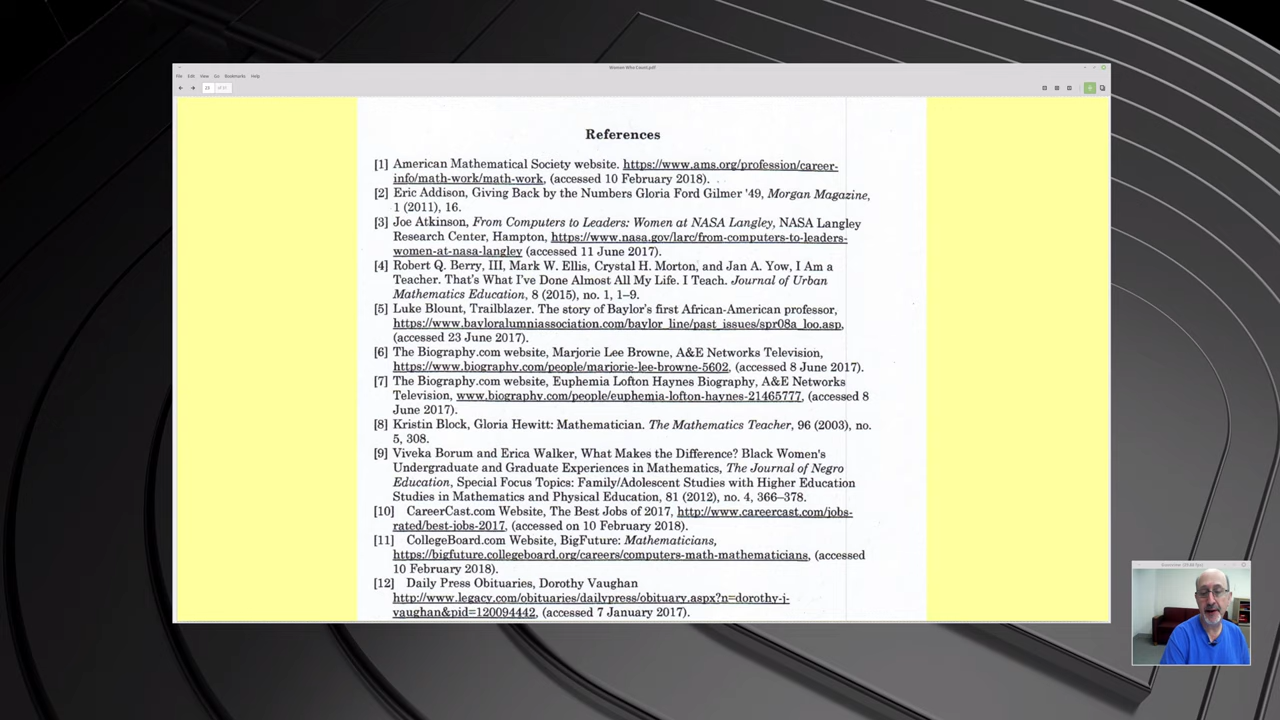 Women Who Count.pdf
File Edit View Go Bookmarks Help
23 of 31
References
[1] American Mathematical Society website. https://www.ams.org/profession/career-
info/math-work/math-work, (accessed 10 February 2018).
[2] Eric Addison, Giving Back by the Numbers Gloria Ford Gilmer '49, Morgan Magazine,
1 (2011), 16.
[3] Joe Atkinson, From Computers to Leaders: Women at NASA Langley, NASA Langley
Research Center, Hampton, https://www.nasa.gov/larc/from-computers-to-leaders-
women-at-nasa-langley (accessed 11 June 2017).
[4] Robert Q. Berry, III, Mark W. Ellis, Crystal H. Morton, and Jan A. Yow, I Am a
Teacher. That's What I've Done Almost All My Life. I Teach. Journal of Urban
Mathematics Education, 8 (2015), no. 1, 1–9.
[5] Luke Blount, Trailblazer. The story of Baylor's first African-American professor,
https://www.bayloralumniassociation.com/baylor_line/past_issues/spr08a_loo.asp,
(accessed 23 June 2017).
[6] The Biography.com website, Marjorie Lee Browne, A&E Networks Television,
https://www.biography.com/people/marjorie-lee-browne-5602, (accessed 8 June 2017).
[7] The Biography.com website, Euphemia Lofton Haynes Biography, A&E Networks
Television, www.biography.com/people/euphemia-lofton-haynes-21465777, (accessed 8
June 2017).
[8] Kristin Block, Gloria Hewitt: Mathematician. The Mathematics Teacher, 96 (2003), no.
5, 308.
[9] Viveka Borum and Erica Walker, What Makes the Difference? Black Women's
Undergraduate and Graduate Experiences in Mathematics, The Journal of Negro
Education, Special Focus Topics: Family/Adolescent Studies with Higher Education
Studies in Mathematics and Physical Education, 81 (2012), no. 4, 366–378.
[10] CareerCast.com Website, The Best Jobs of 2017, http://www.careercast.com/jobs-
rated/best-jobs-2017, (accessed on 10 February 2018).
[11] CollegeBoard.com Website, BigFuture: Mathematicians,
https://bigfuture.collegeboard.org/careers/computers-math-mathematicians, (accessed
10 February 2018).
[12] Daily Press Obituaries, Dorothy Vaughan
http://www.legacy.com/obituaries/dailypress/obituary.aspx?n=dorothy-j-
vaughan&pid=120094442, (accessed 7 January 2017).